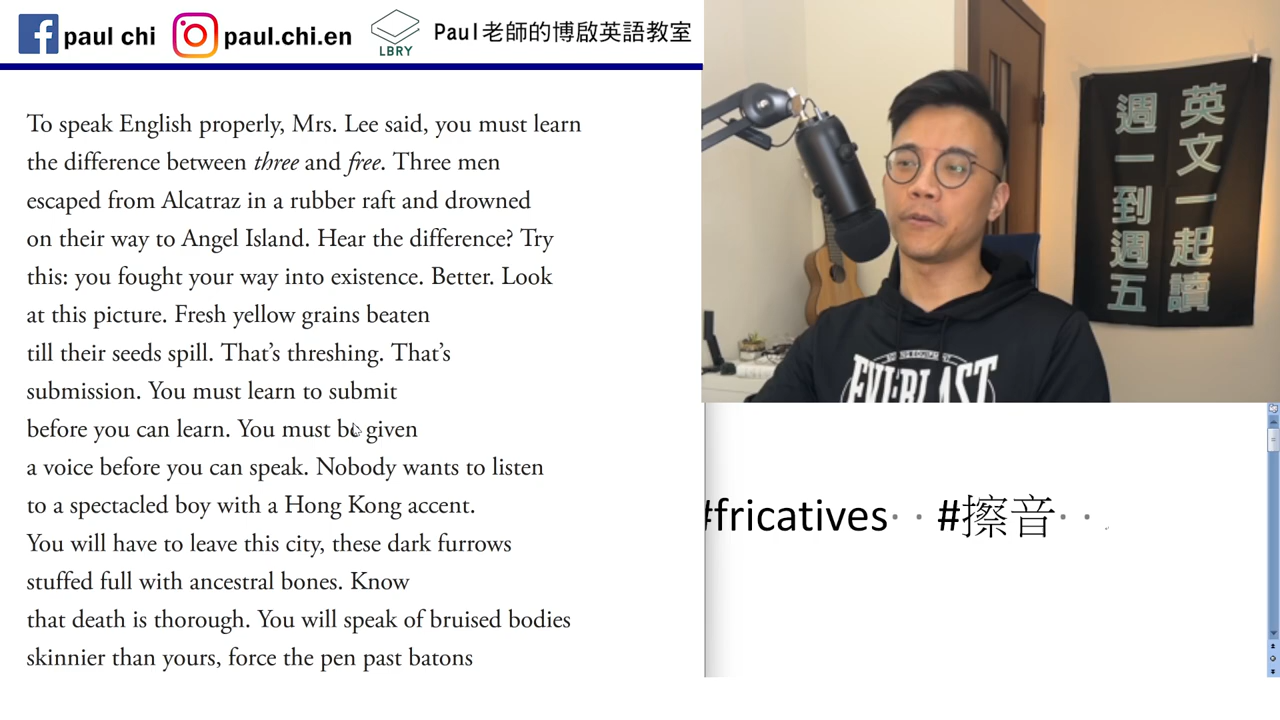 paul chi
paul.chi.en
LBRY
Paul老師的博啟英語教室
To speak English properly, Mrs. Lee said, you must learn
the difference between three and free. Three men
escaped from Alcatraz in a rubber raft and drowned
on their way to Angel Island. Hear the difference? Try
this: you fought your way into existence. Better. Look
at this picture. Fresh yellow grains beaten
till their seeds spill. That's threshing. That's
submission. You must learn to submit
before you can learn. You must be given
a voice before you can speak. Nobody wants to listen
to a spectacled boy with a Hong Kong accent.
You will have to leave this city, these dark furrows
stuffed full with ancestral bones. Know
that death is thorough. You will speak of bruised bodies
skinnier than yours, force the pen past batons
英文一起讀
週一到週五
EVERLAST
#fricatives #擦音